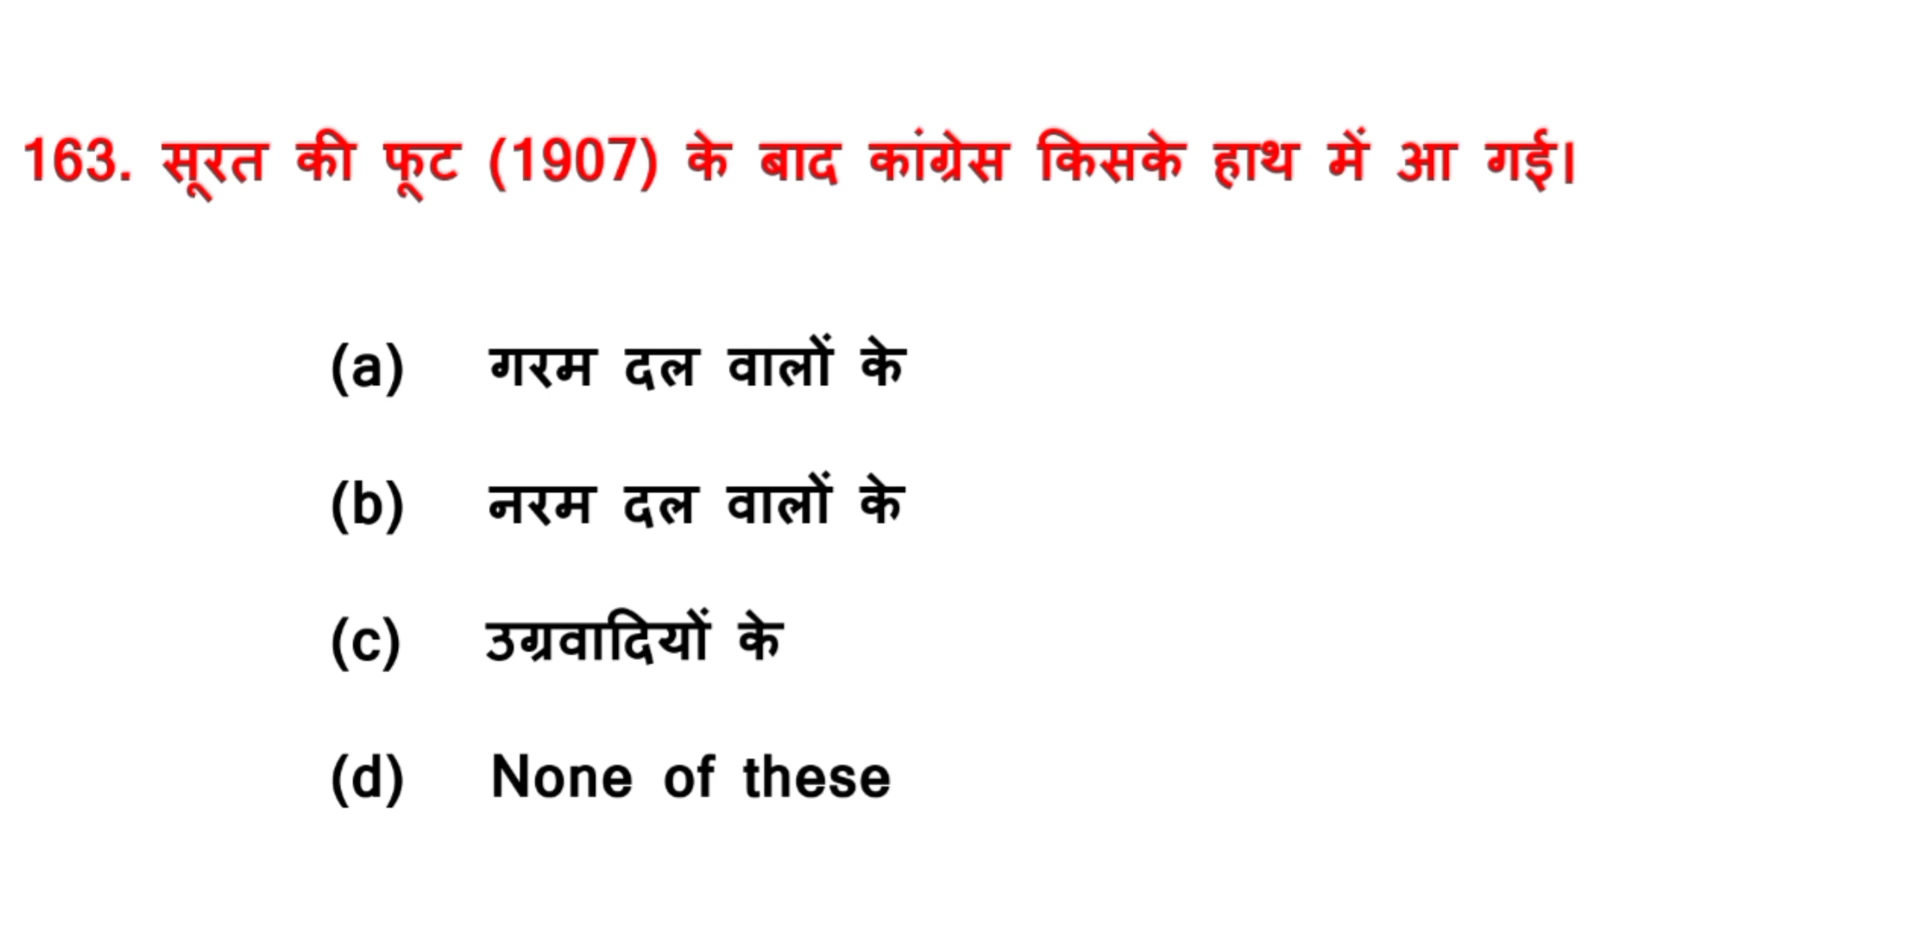 163. सूरत की फूट (1907) के बाद कांग्रेस किसके हाथ में आ गई।
(a) गरम दल वालों के
(b) नरम दल वालों के
(c) उग्रवादियों के
(d) None of these